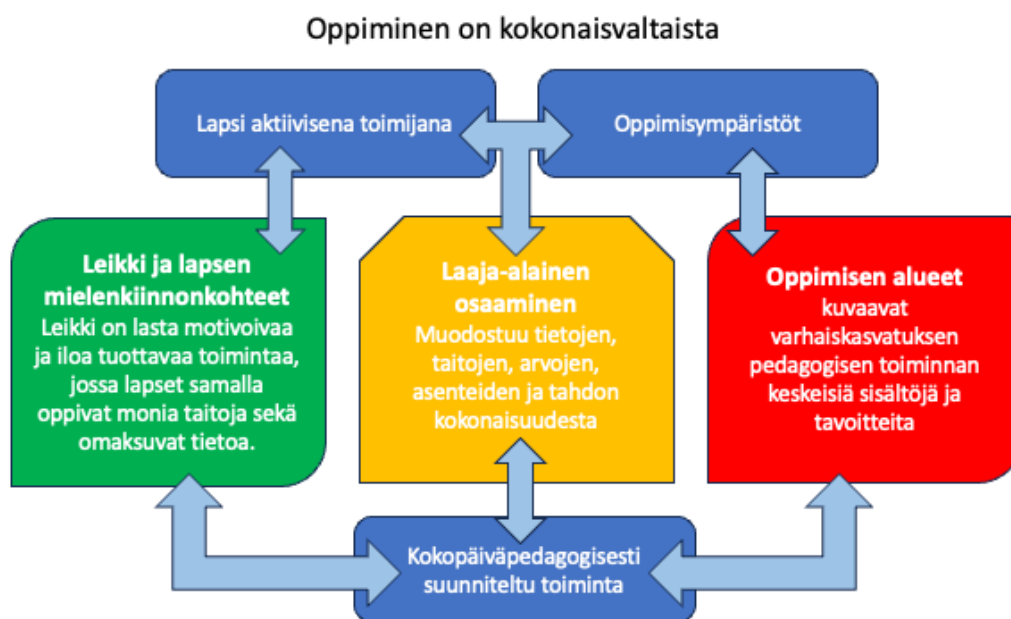 Oppiminen on kokonaisvaltaista
Lapsi aktiivisena toimijana
Oppimisympäristöt
Leikki ja lapsen
mielenkiinnonkohteet
Leikki on lasta motivoivaa
ja iloa tuottavaa toimintaa,
jossa lapset samalla
oppivat monia taitoja sekä
omaksuvat tietoa.
Laaja-alainen
osaaminen
Muodostuu tietojen,
taitojen, arvojen,
asenteiden ja tahdon
kokonaisuudesta
Oppimisen alueet
kuvaavat
varhaiskasvatuksen
pedagogisen toiminnan
keskeisiä sisältöjä ja
tavoitteita
Kokopäiväpedagogisesti
suunniteltu toiminta